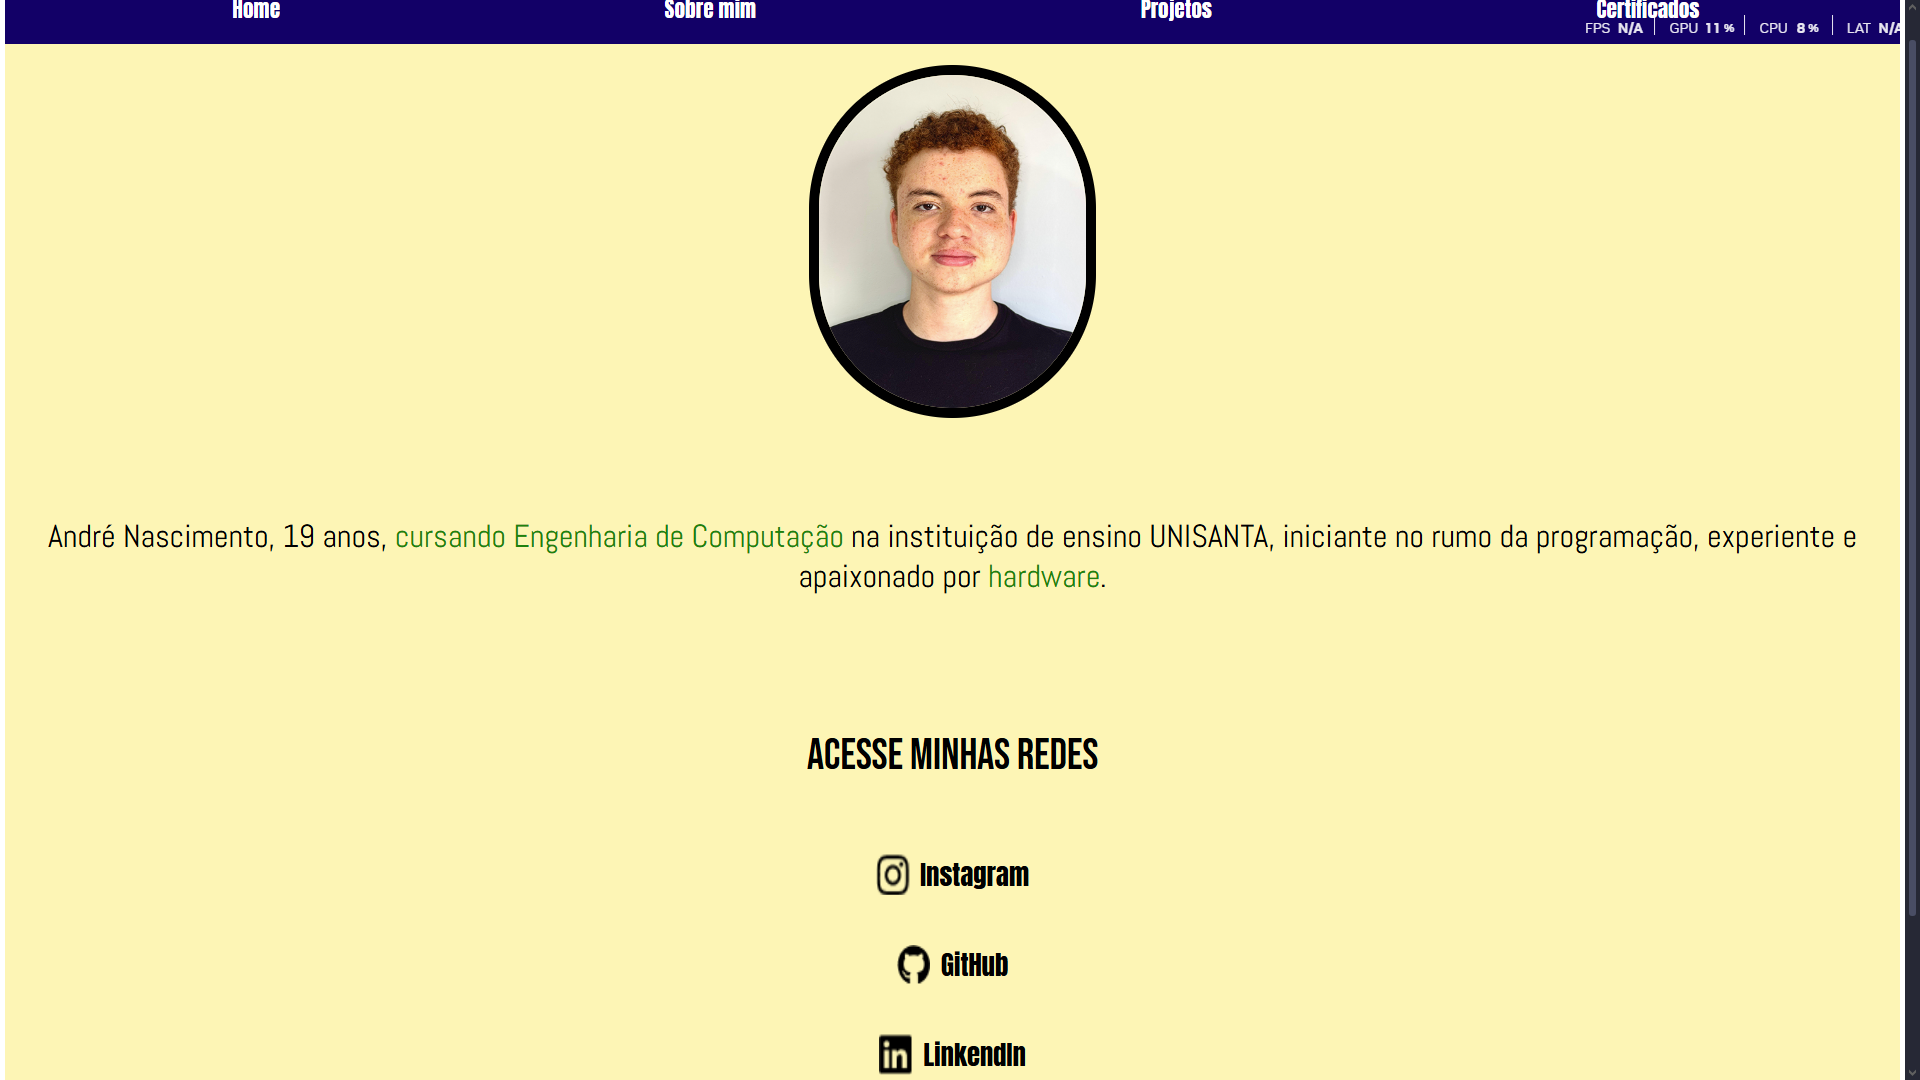 Home Sobre mim Projetos Certificados
FPS N/A GPU 11 % CPU 8 % LAT N/A
André Nascimento, 19 anos, cursando Engenharia de Computação na instituição de ensino UNISANTA, iniciante no rumo da programação, experiente e
apaixonado por hardware.
ACESSE MINHAS REDES
Instagram
GitHub
in LinkendIn